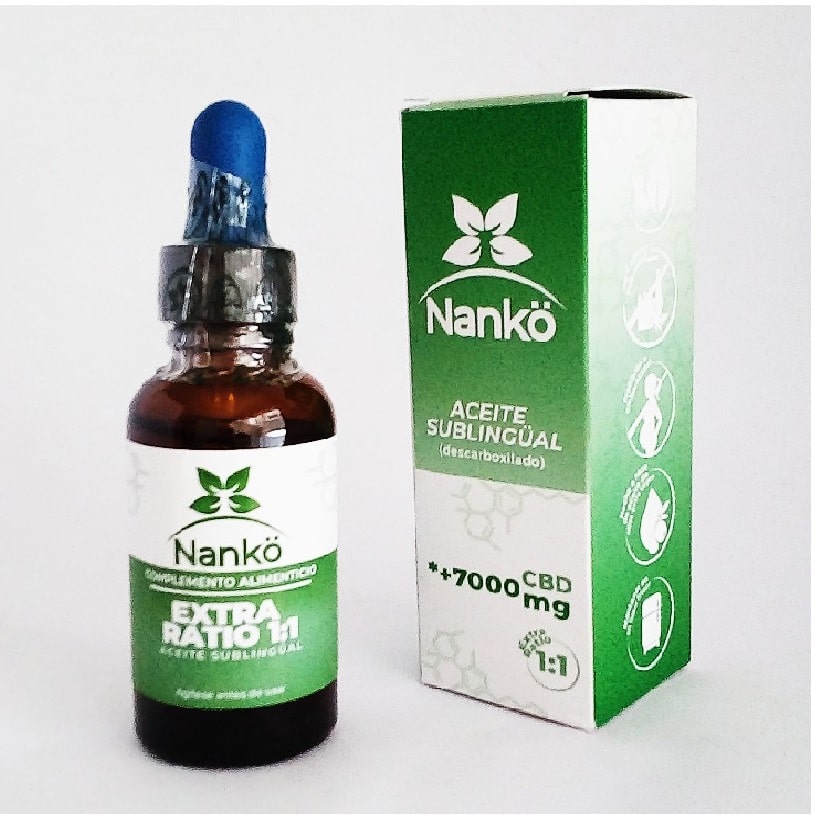 Nankö
COMPLEMENTO ALIMENTICIO
EXTRA
RATIO 1:1
ACEITE SUBLINGÜAL
Agitese antes de usar
Nankö
ACEITE
SUBLINGÜAL
(descarboxilado)
*+7000 CBD
mg
Extra
Ratio
1:1